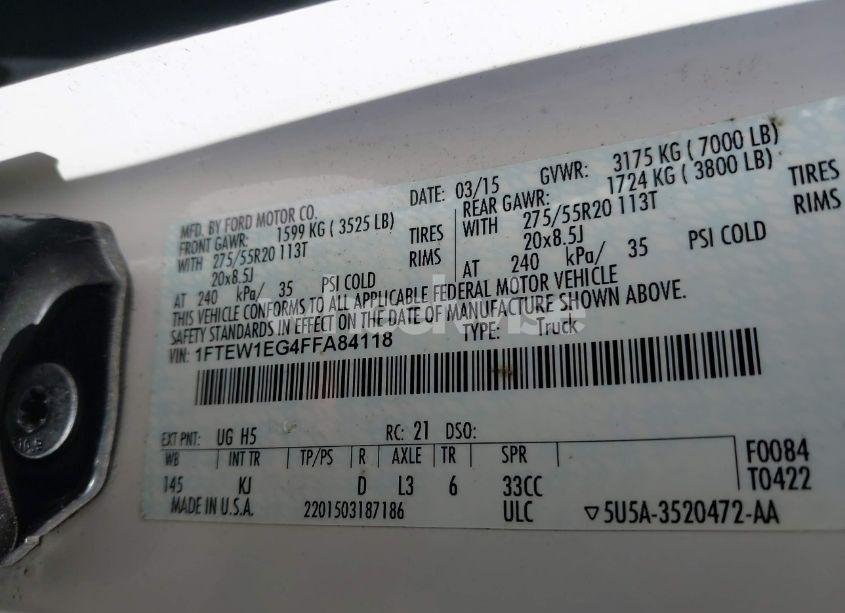 MFD. BY FORD MOTOR CO.
DATE: 03/15
GVWR: 3175 KG ( 7000 LB)
FRONT GAWR: 1599 KG ( 3525 LB)
REAR GAWR: 1724 KG ( 3800 LB)
WITH 275/55R20 113T TIRES
WITH 275/55R20 113T TIRES
20x8.5J RIMS
20x8.5J RIMS
AT 240 kPa/ 35 PSI COLD
AT 240 kPa/ 35 PSI COLD
THIS VEHICLE CONFORMS TO ALL APPLICABLE FEDERAL MOTOR VEHICLE
SAFETY STANDARDS IN EFFECT ON THE DATE OF MANUFACTURE SHOWN ABOVE.
VIN: 1FTEW1EG4FFA84118
TYPE: Truck
EXT PNT: UG H5 RC: 21 DSO:
WB INT TR TP/PS R AXLE TR SPR
F0084
145 KJ D L3 6 33CC
T0422
MADE IN U.S.A. 2201503187186 ULC ▽5U5A-3520472-AA
10.9